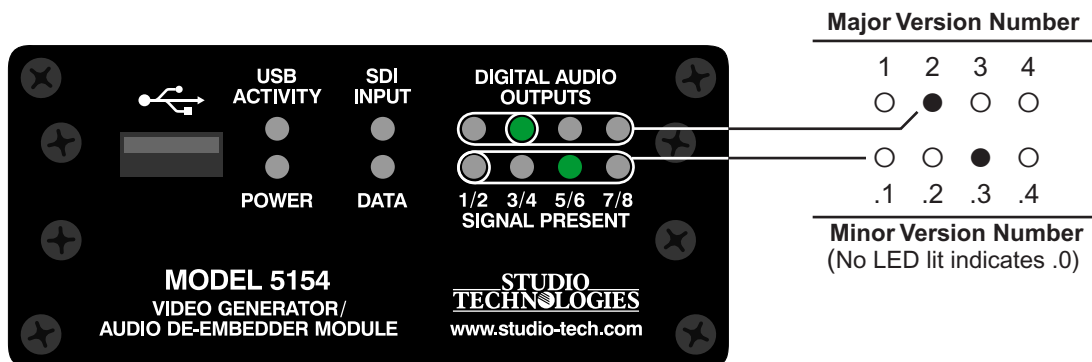 Major Version Number
1 2 3 4
.1 .2 .3 .4
Minor Version Number
(No LED lit indicates .0)
USB
ACTIVITY
SDI
INPUT
DIGITAL AUDIO
OUTPUTS
POWER
DATA
1/2 3/4 5/6 7/8
SIGNAL PRESENT
MODEL 5154
VIDEO GENERATOR/
AUDIO DE-EMBEDDER MODULE
STUDIO
TECHNOLOGIES
www.studio-tech.com